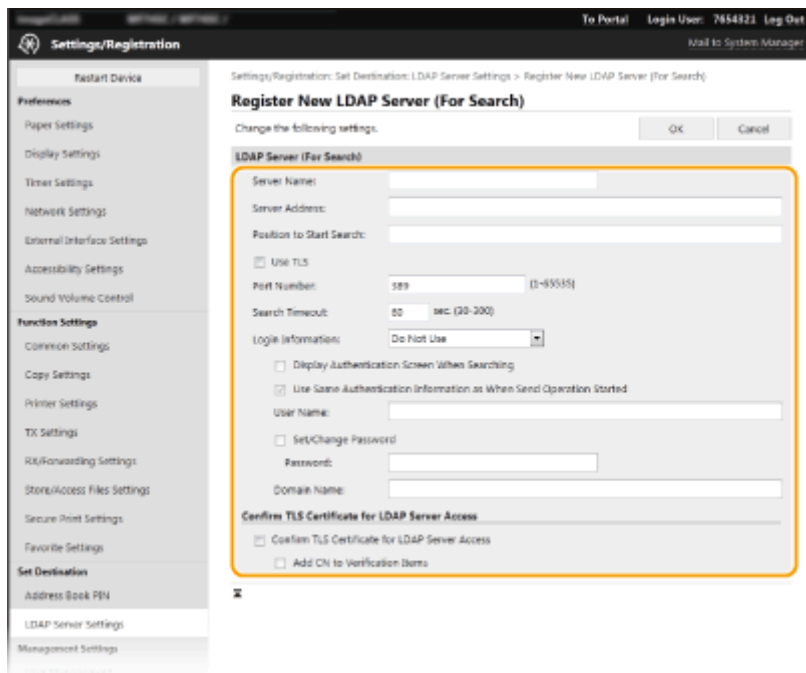 To Portal Login User: 7654321 Log Out
Settings/Registration
Mail to System Manager
Restart Device
Preferences
Paper Settings
Display Settings
Timer Settings
Network Settings
External Interface Settings
Accessibility Settings
Sound Volume Control
Function Settings
Common Settings
Copy Settings
Printer Settings
TX Settings
RX/Forwarding Settings
Store/Access Files Settings
Secure Print Settings
Favorite Settings
Set Destination
Address Book PIN
LDAP Server Settings
Management Settings
Settings/Registration: Set Destination: LDAP Server Settings > Register New LDAP Server (For Search)
Register New LDAP Server (For Search)
Change the following settings.
OK
Cancel
LDAP Server (For Search)
Server Name:
Server Address:
Position to Start Search:
Use TLS
Port Number: 389 (1-65535)
Search Timeout: 60 sec. (30-300)
Login Information: Do Not Use
Display Authentication Screen When Searching
Use Same Authentication Information as When Send Operation Started
User Name:
Set/Change Password
Password:
Domain Name:
Confirm TLS Certificate for LDAP Server Access
Confirm TLS Certificate for LDAP Server Access
Add CN to Verification Items